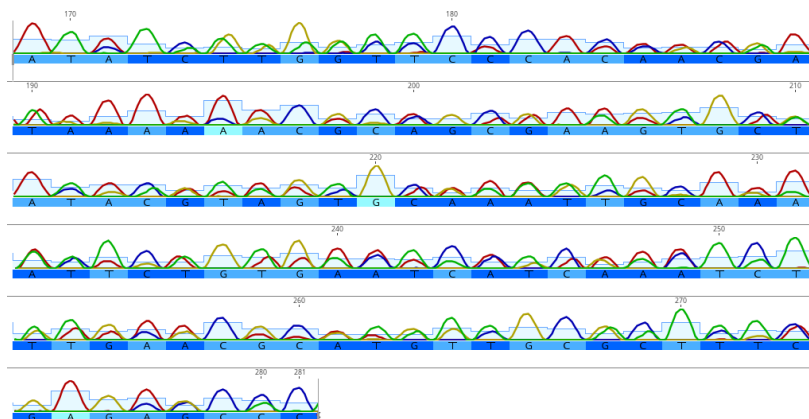 170 180
A T A T C T T G G T T C C C A C A A C G A
190 200 210
T A A A A A A C G C A G C G A A G T G C T
220 230
A T A C G T A G T G C A A A T T G C A A A
240 250
A T T C T G T G A A T C A T C A A A T C T
260 270
T T G A A C G C A T G T T G C G C T T T C
280 281
G A G A G C C C